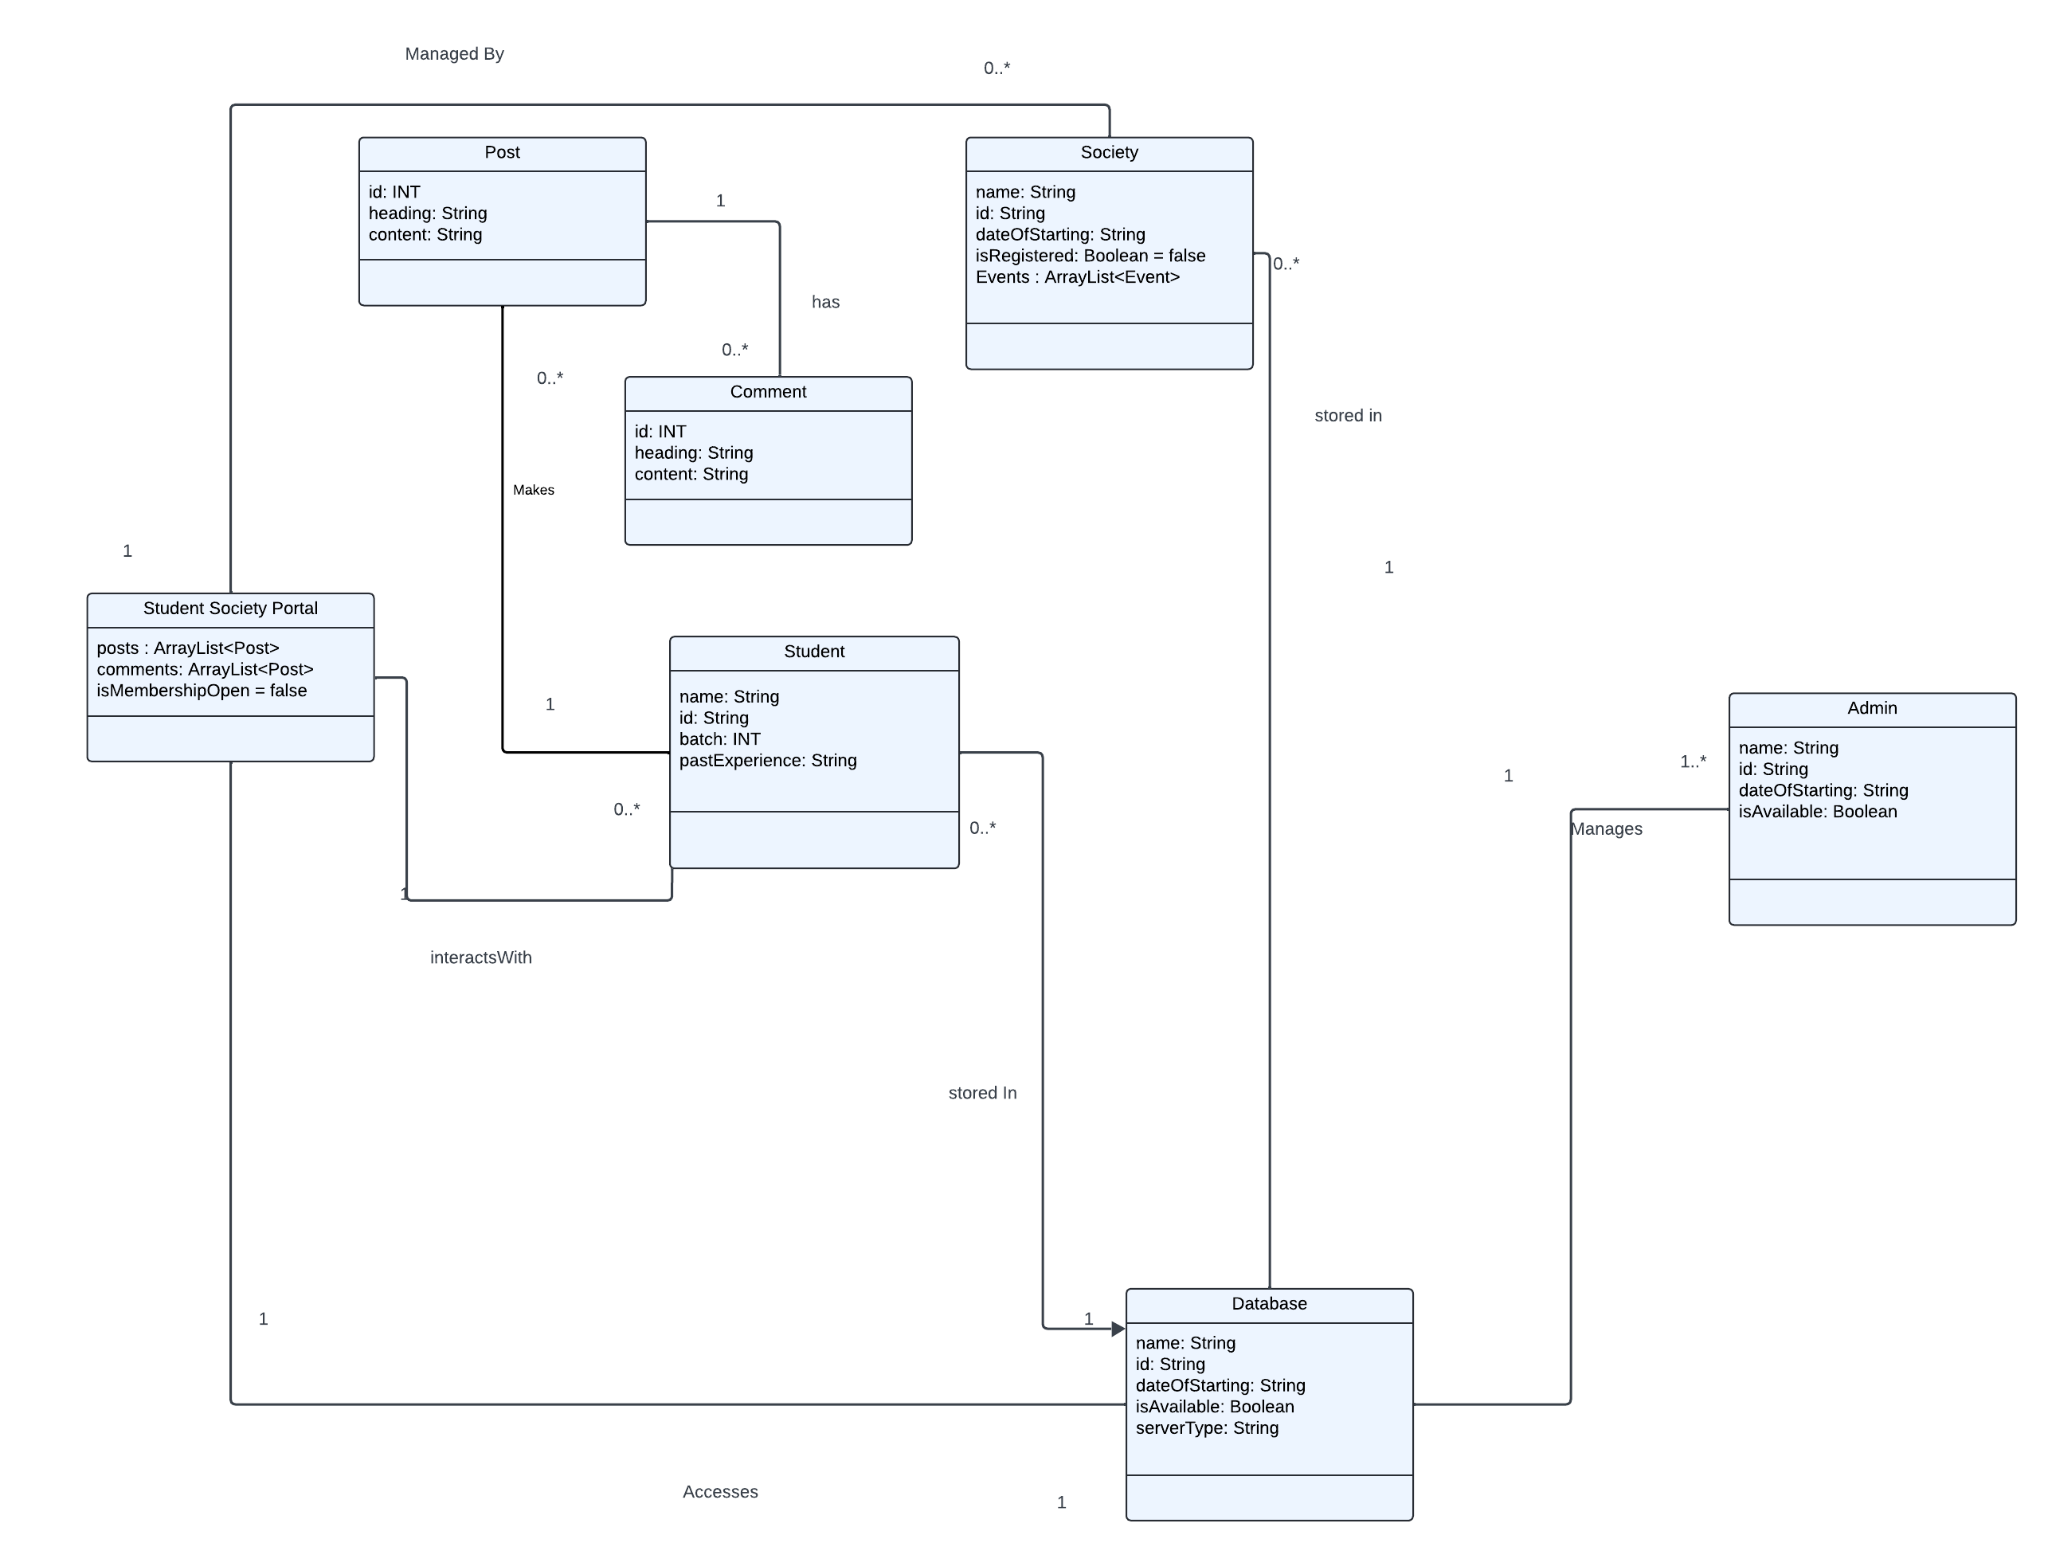 Managed By
0..*
Post
id: INT
heading: String
content: String
1
has
0..*
Society
name: String
id: String
dateOfStarting: String
isRegistered: Boolean = false
Events : ArrayList<Event>
0..*
stored in
1
0..*
Makes
1
Comment
id: INT
heading: String
content: String
1
Student Society Portal
posts : ArrayList<Post>
comments: ArrayList<Post>
isMembershipOpen = false
Student
name: String
id: String
batch: INT
pastExperience: String
0..*
0..*
1
interactsWith
Admin
name: String
id: String
dateOfStarting: String
isAvailable: Boolean
1
1..*
Manages
stored In
1
1
Database
name: String
id: String
dateOfStarting: String
isAvailable: Boolean
serverType: String
Accesses
1